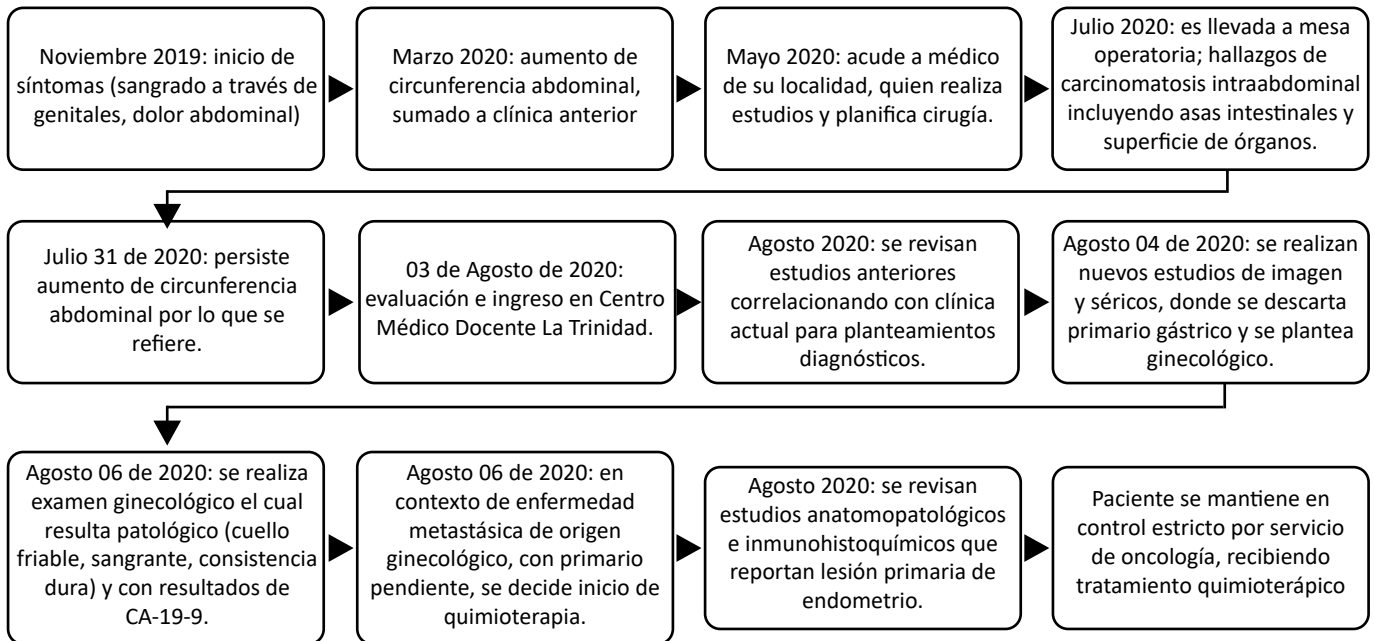 Noviembre 2019: inicio de
síntomas (sangrado a través de
genitales, dolor abdominal)
Marzo 2020: aumento de
circunferencia abdominal,
sumado a clínica anterior
Mayo 2020: acude a médico
de su localidad, quien realiza
estudios y planifica cirugía.
Julio 2020: es llevada a mesa
operatoria; hallazgos de
carcinomatosis intraabdominal
incluyendo asas intestinales y
superficie de órganos.
Julio 31 de 2020: persiste
aumento de circunferencia
abdominal por lo que se
refiere.
03 de Agosto de 2020:
evaluación e ingreso en Centro
Médico Docente La Trinidad.
Agosto 2020: se revisan
estudios anteriores
correlacionando con clínica
actual para planteamientos
diagnósticos.
Agosto 04 de 2020: se realizan
nuevos estudios de imagen
y séricos, donde se descarta
primario gástrico y se plantea
ginecológico.
Agosto 06 de 2020: se realiza
examen ginecológico el cual
resulta patológico (cuello
friable, sangrante, consistencia
dura) y con resultados de
CA-19-9.
Agosto 06 de 2020: en
contexto de enfermedad
metastásica de origen
ginecológico, con primario
pendiente, se decide inicio de
quimioterapia.
Agosto 2020: se revisan
estudios anatomopatológicos
e inmunohistoquímicos que
reportan lesión primaria de
endometrio.
Paciente se mantiene en
control estricto por servicio
de oncología, recibiendo
tratamiento quimioterápico